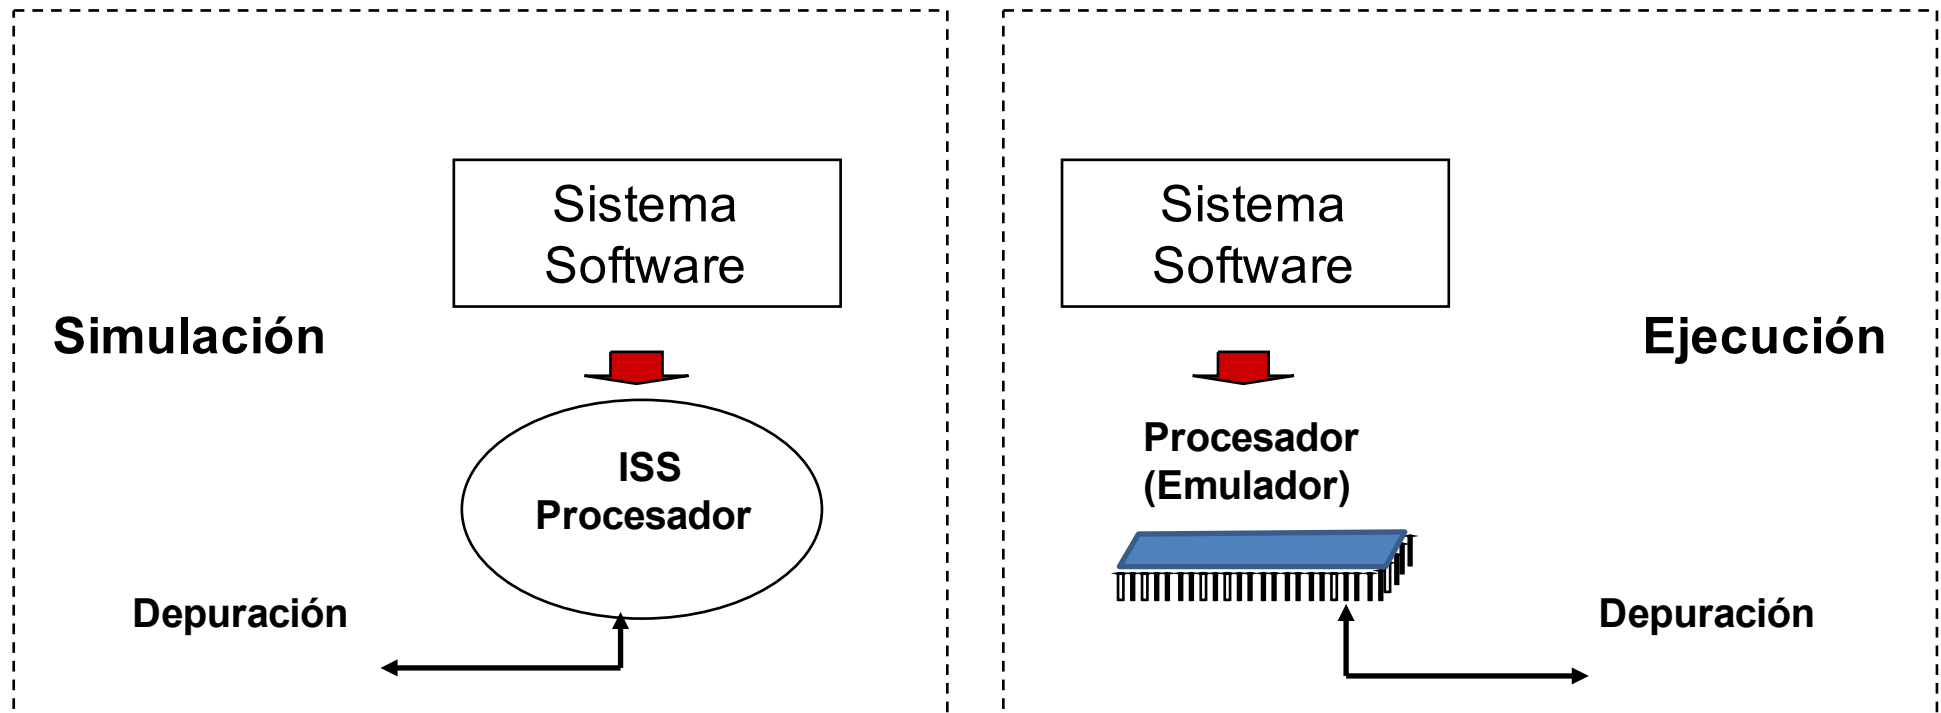 Simulación
Sistema
Software
ISS
Procesador
Depuración
Sistema
Software
Ejecución
Procesador
(Emulador)
Depuración